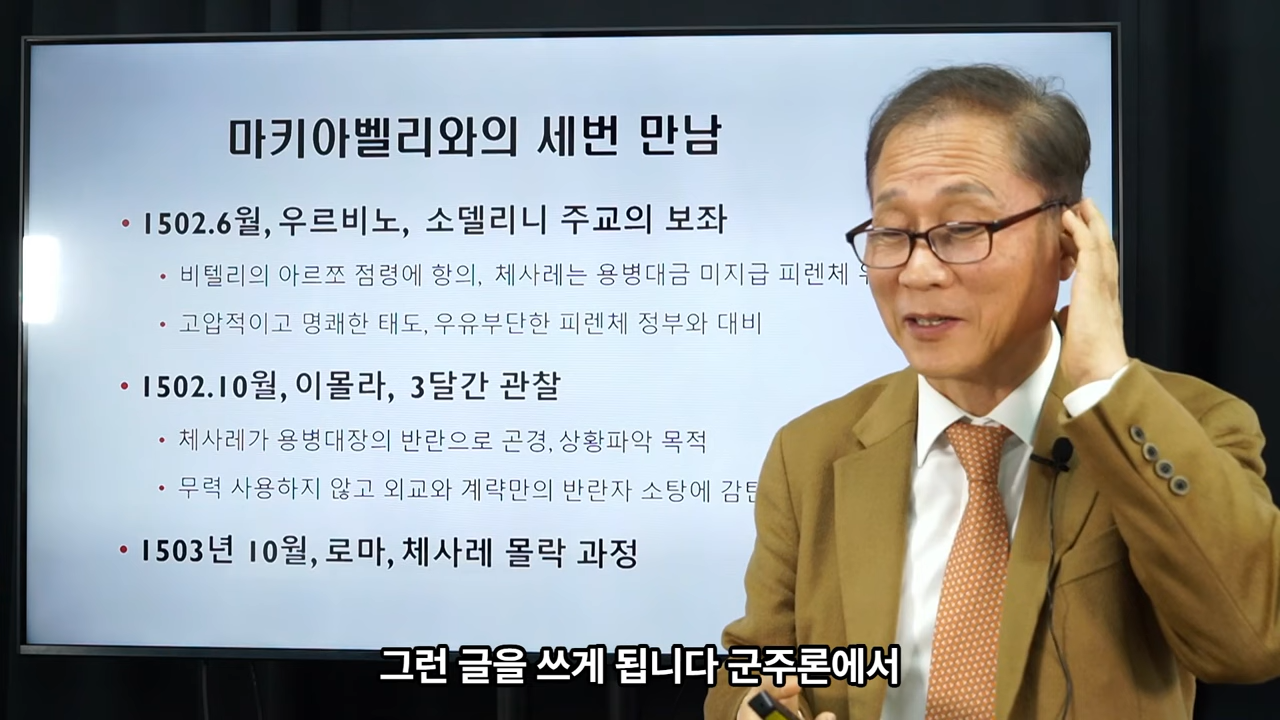 마키아벨리와의 세번 만남
• 1502.6월, 우르비노, 소델리니 주교의 보좌
• 비텔리의 아르쪼 점령에 항의, 체사레는 용병대금 미지급 피렌체
• 고압적이고 명쾌한 태도, 우유부단한 피렌체 정부와 대비
• 1502.10월, 이몰라, 3달간 관찰
• 체사레가 용병대장의 반란으로 곤경, 상황파악 목적
• 무력 사용하지 않고 외교와 계략만의 반란자 소탕에
• 1503년 10월, 로마, 체사레 몰락 과정
그런 글을 쓰게 됩니다 군주론에서